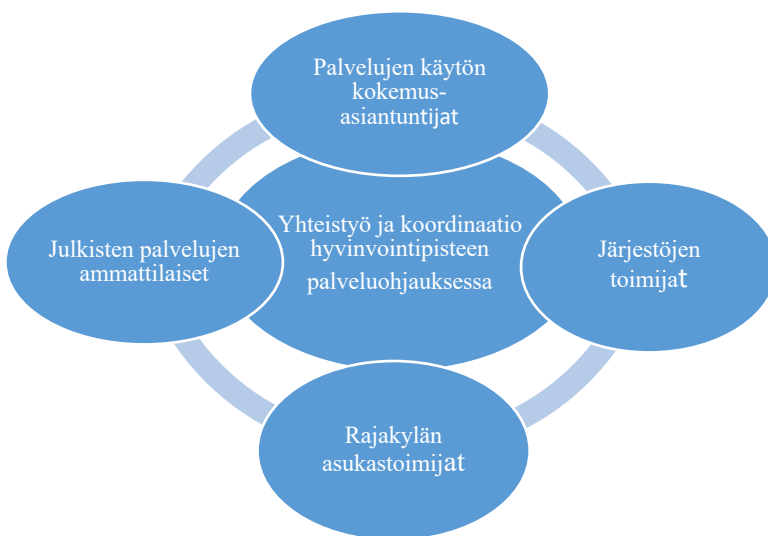 Palvelujen käytön
kokemus-
asiantuntijat
Yhteistyö ja koordinaatio
hyvinvointipisteen
palveluohjauksessa
Julkisten palvelujen
ammattilaiset
Järjestöjen
toimijat
Rajakylän
asukastoimijat